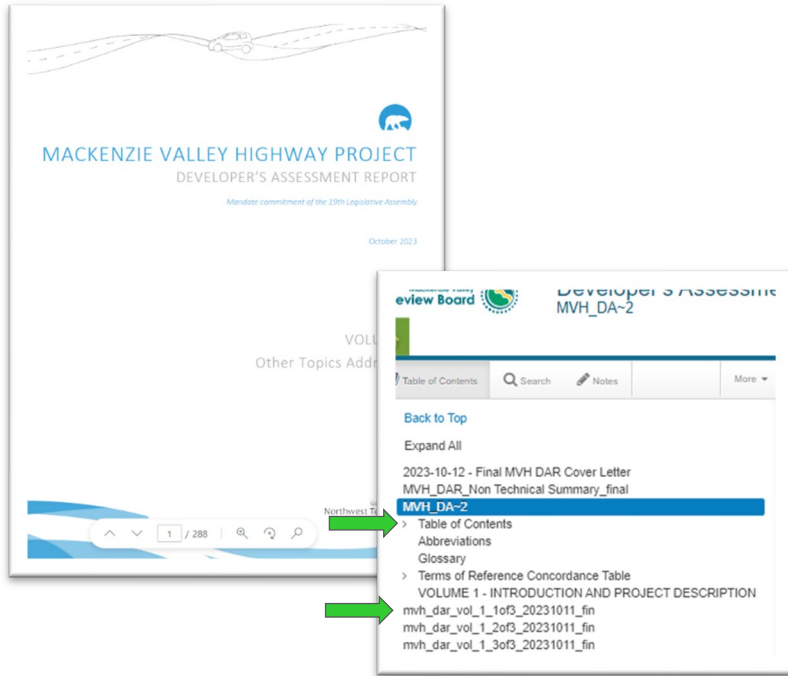 MACKENZIE VALLEY HIGHWAY PROJECT
DEVELOPER'S ASSESSMENT REPORT
Mandate commitment of the 19th Legislative Assembly
October 2023
VOLU
Other Topics Addr
Northwest Te
1 / 288
eview Board
Developer's Assessme
MVH_DA~2
Table of Contents
Search
Notes
More
Back to Top
Expand All
2023-10-12 - Final MVH DAR Cover Letter
MVH_DAR_Non Technical Summary_final
MVH_DA~2
> Table of Contents
Abbreviations
Glossary
> Terms of Reference Concordance Table
VOLUME 1 - INTRODUCTION AND PROJECT DESCRIPTION
mvh_dar_vol_1_1of3_20231011_fin
mvh_dar_vol_1_2of3_20231011_fin
mvh_dar_vol_1_3of3_20231011_fin